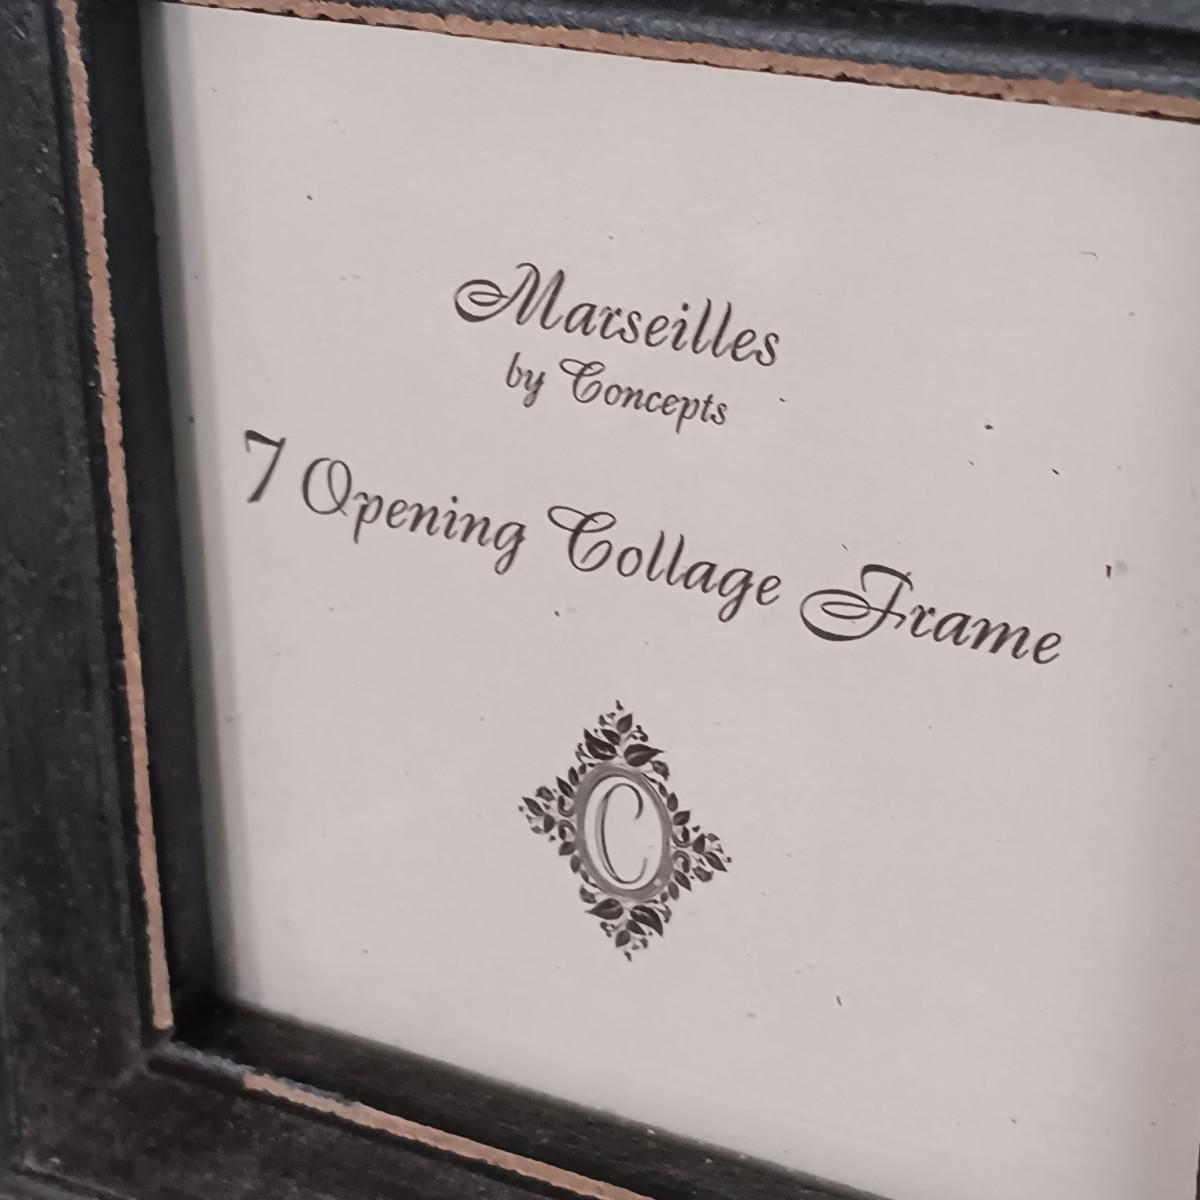 Marseilles
by Concepts
7 Opening Collage Frame
C